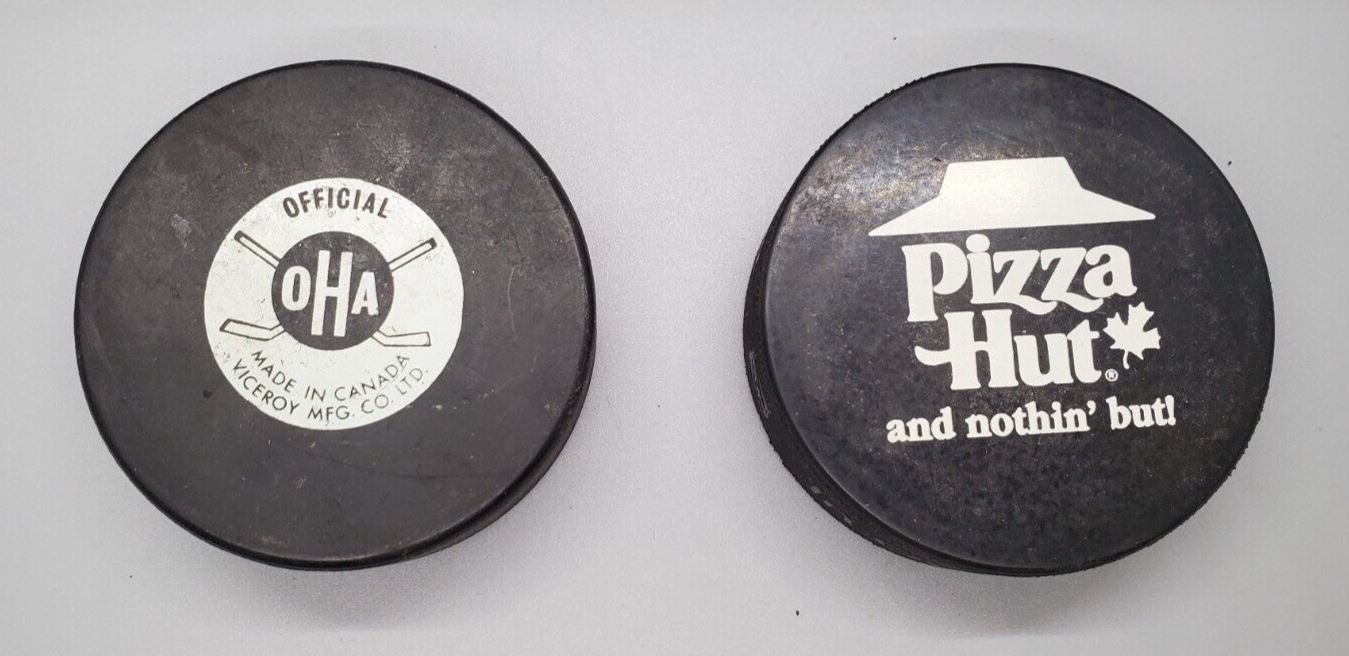 OFFICIAL
OHA
MADE IN CANADA
VICEROY MFG. CO. LTD.
Pizza
Hut®
and nothin' but!